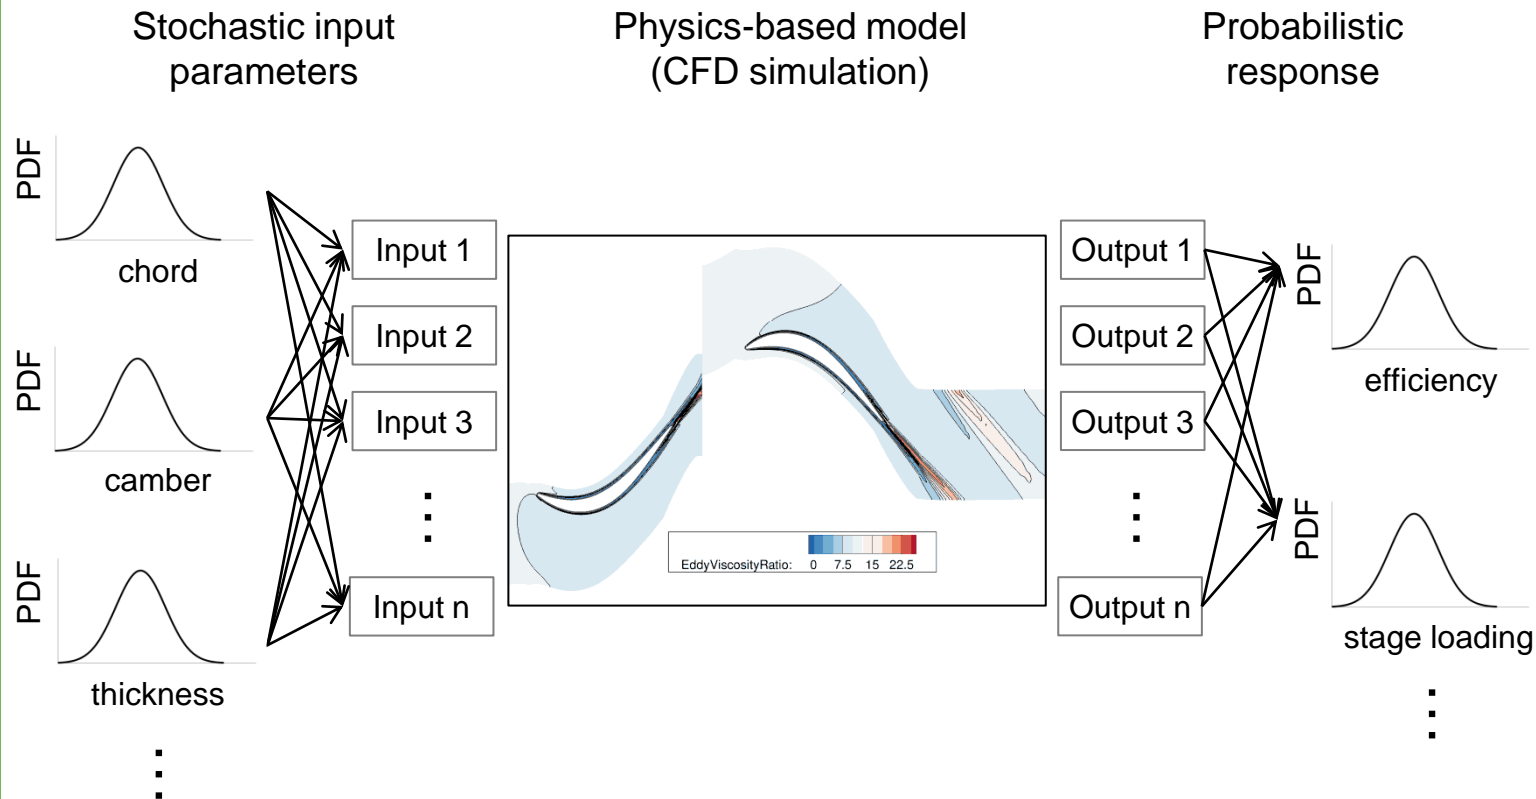 Stochastic input
parameters
Physics-based model
(CFD simulation)
Probabilistic
response
PDF
chord
PDF
camber
PDF
thickness
Input 1
Input 2
Input 3
Input n
EddyViscosityRatio: 0 7.5 15 22.5
Output 1
Output 2
Output 3
Output n
PDF
efficiency
PDF
stage loading